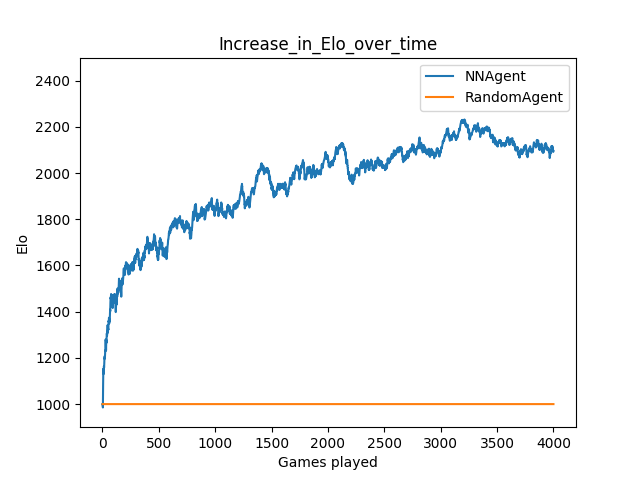 Increase_in_Elo_over_time
NNAgent
RandomAgent
2400
2200
2000
1800
1600
1400
1200
1000
Elo
0 500 1000 1500 2000 2500 3000 3500 4000
Games played